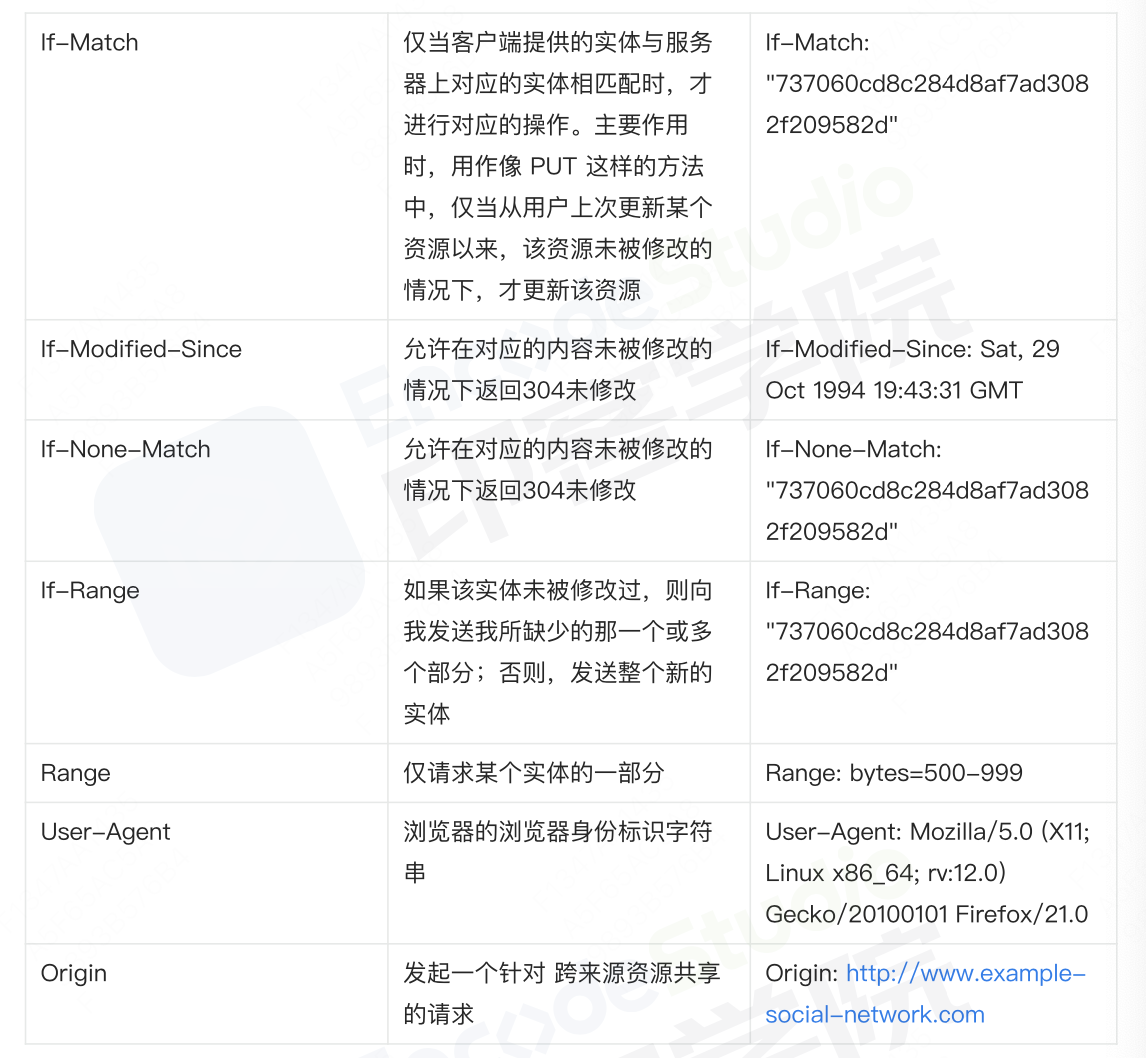 If-Match
仅当客户端提供的实体与服务
器上对应的实体相匹配时，才
进行对应的操作。主要作用
时，用作像 PUT 这样的方法
中，仅当从用户上次更新某个
资源以来，该资源未被修改的
情况下，才更新该资源
If-Match:
"737060cd8c284d8af7ad308
2f209582d"
If-Modified-Since
允许在对应的内容未被修改的
情况下返回304未修改
If-Modified-Since: Sat, 29
Oct 1994 19:43:31 GMT
If-None-Match
允许在对应的内容未被修改的
情况下返回304未修改
If-None-Match:
"737060cd8c284d8af7ad308
2f209582d"
If-Range
如果该实体未被修改过，则向
我发送我所缺少的那一个或多
个部分；否则，发送整个新的
实体
If-Range:
"737060cd8c284d8af7ad308
2f209582d"
Range
仅请求某个实体的一部分
Range: bytes=500-999
User-Agent
浏览器的浏览器身份标识字符
串
User-Agent: Mozilla/5.0 (X11;
Linux x86_64; rv:12.0)
Gecko/20100101 Firefox/21.0
Origin
发起一个针对 跨来源资源共享
的请求
Origin: http://www.example-
social-network.com
EncodeStudio
印客学院
EncodeStudio